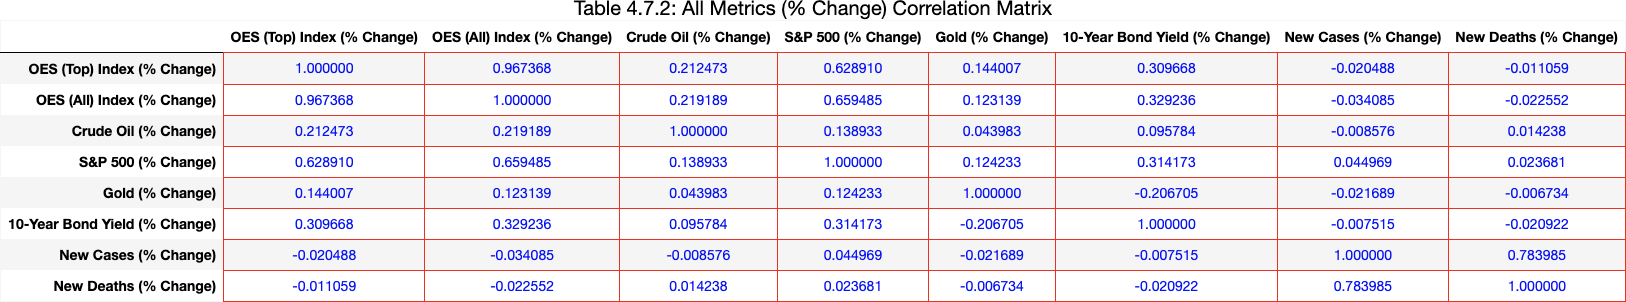 Table 4.7.2: All Metrics (% Change) Correlation Matrix
OES (Top) Index (% Change) OES (All) Index (% Change) Crude Oil (% Change) S&P 500 (% Change) Gold (% Change) 10-Year Bond Yield (% Change) New Cases (% Change) New Deaths (% Change)
OES (Top) Index (% Change) 1.000000 0.967368 0.212473 0.628910 0.144007 0.309668 -0.020488 -0.011059
OES (All) Index (% Change) 0.967368 1.000000 0.219189 0.659485 0.123139 0.329236 -0.034085 -0.022552
Crude Oil (% Change) 0.212473 0.219189 1.000000 0.138933 0.043983 0.095784 -0.008576 0.014238
S&P 500 (% Change) 0.628910 0.659485 0.138933 1.000000 0.124233 0.314173 0.044969 0.023681
Gold (% Change) 0.144007 0.123139 0.043983 0.124233 1.000000 -0.206705 -0.021689 -0.006734
10-Year Bond Yield (% Change) 0.309668 0.329236 0.095784 0.314173 -0.206705 1.000000 -0.007515 -0.020922
New Cases (% Change) -0.020488 -0.034085 -0.008576 0.044969 -0.021689 -0.007515 1.000000 0.783985
New Deaths (% Change) -0.011059 -0.022552 0.014238 0.023681 -0.006734 -0.020922 0.783985 1.000000